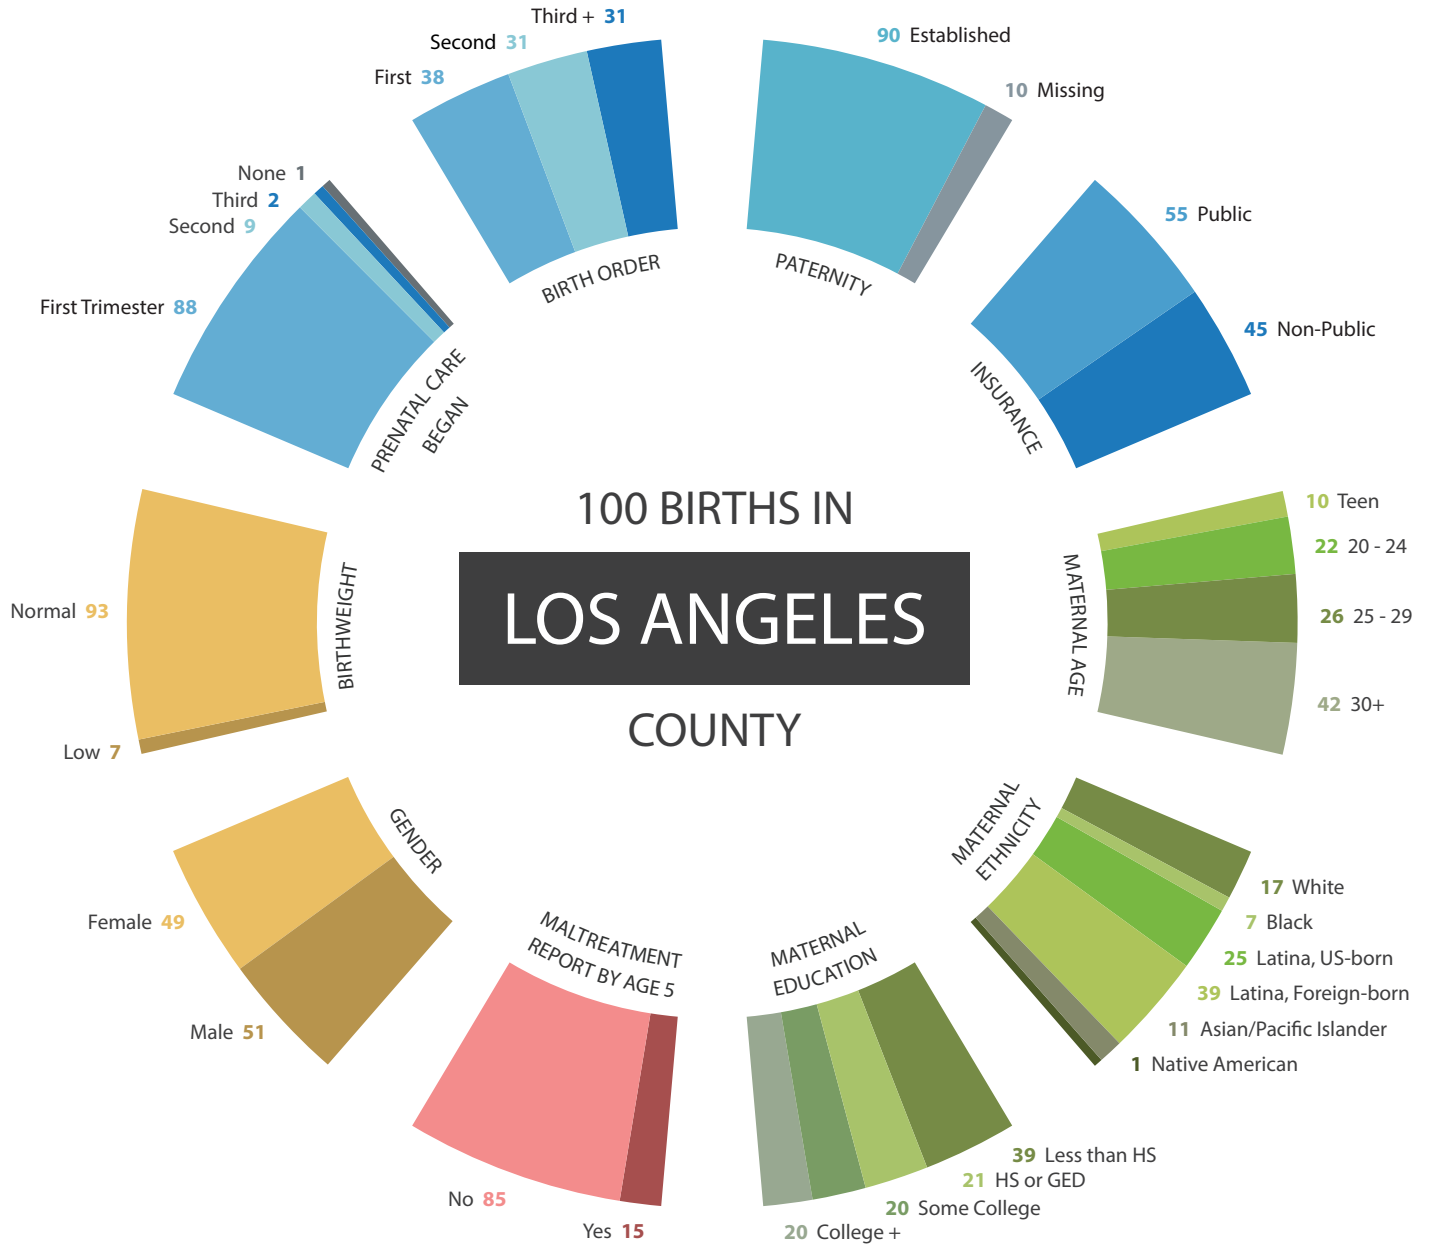 Third + 31
Second 31
First 38
BIRTH ORDER
90 Established
10 Missing
PATERNITY
55 Public
45 Non-Public
INSURANCE
None 1
Third 2
Second 9
First Trimester 88
PRENATAL CARE
BEGAN
100 BIRTHS IN
LOS ANGELES
COUNTY
10 Teen
22 20 - 24
26 25 - 29
42 30+
MATERNAL AGE
Normal 93
Low 7
BIRTHWEIGHT
MATERNAL
ETHNICITY
17 White
7 Black
25 Latina, US-born
39 Latina, Foreign-born
11 Asian/Pacific Islander
1 Native American
GENDER
Female 49
Male 51
MALTREATMENT
REPORT BY AGE 5
No 85
Yes 15
MATERNAL
EDUCATION
39 Less than HS
21 HS or GED
20 Some College
20 College +